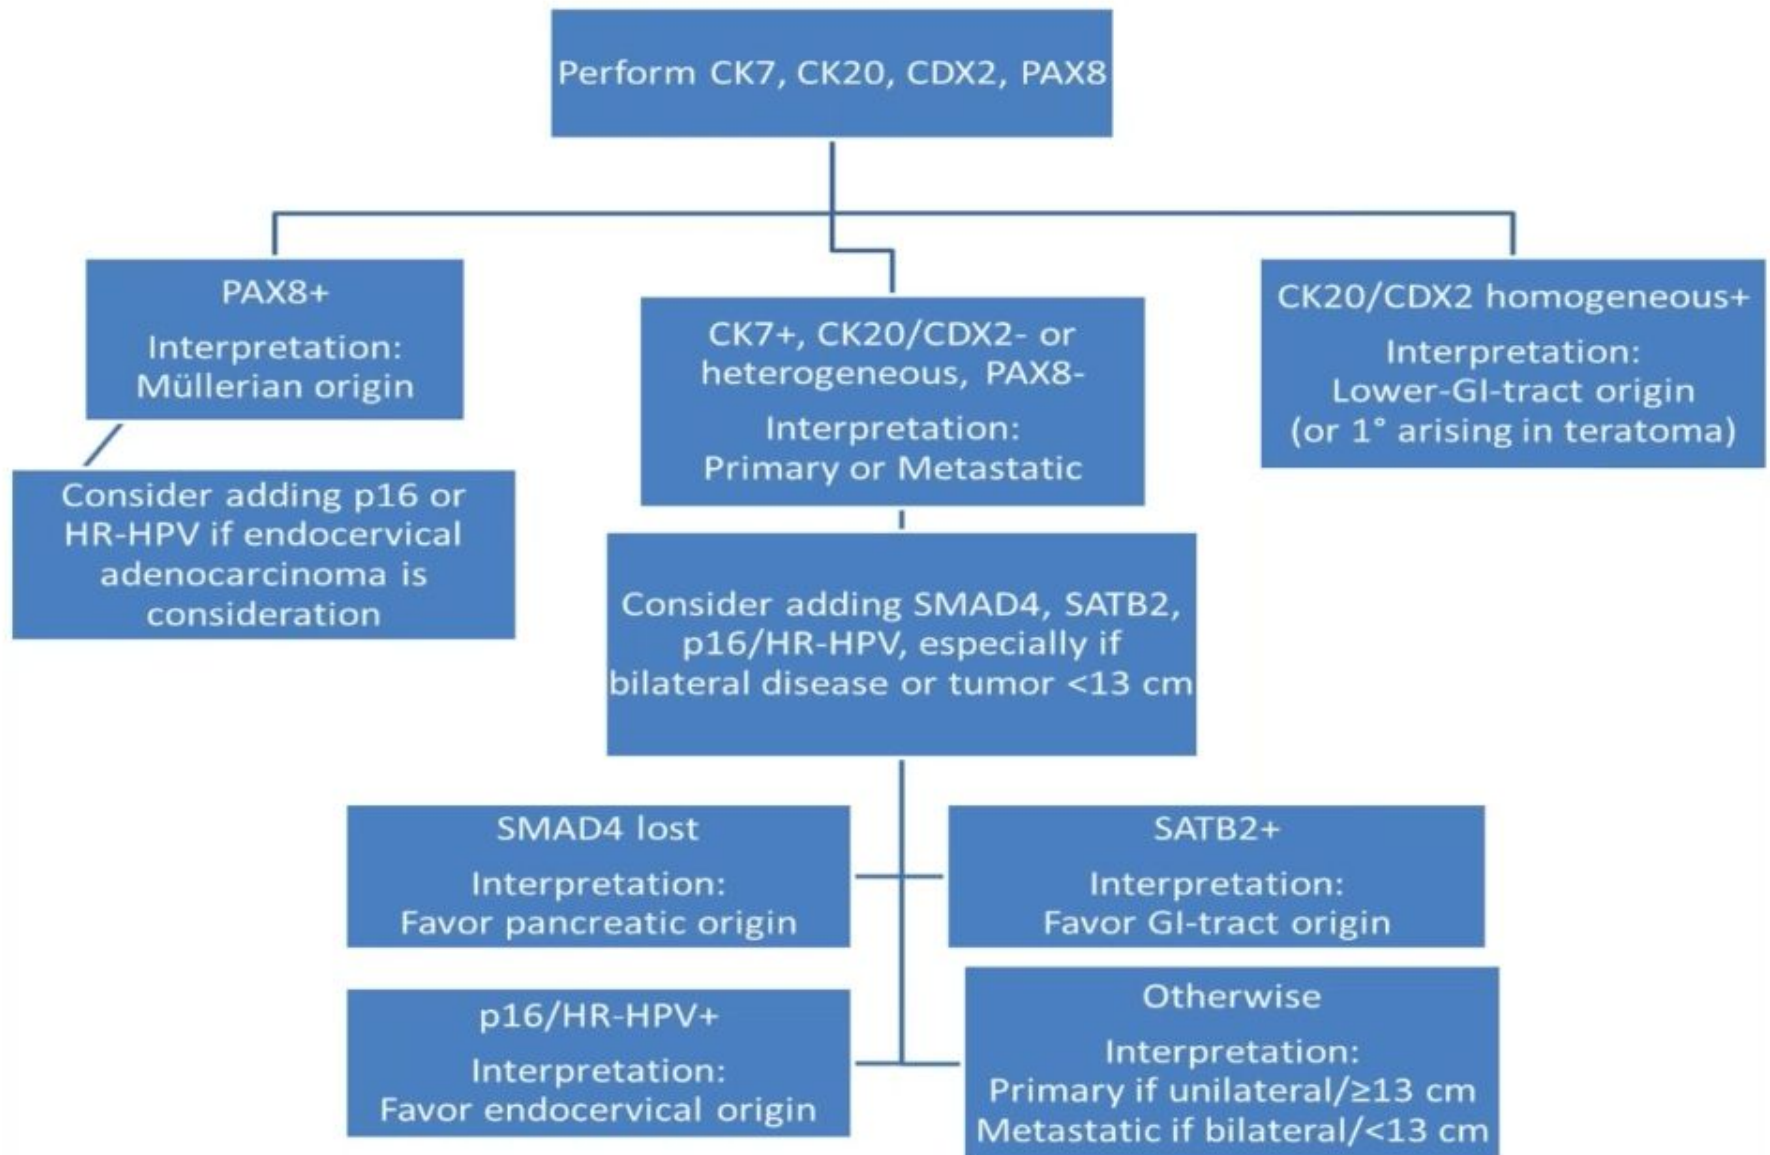 Perform CK7, CK20, CDX2, PAX8
PAX8+
Interpretation:
Müllerian origin
Consider adding p16 or
HR-HPV if endocervical
adenocarcinoma is
consideration
CK7+, CK20/CDX2- or
heterogeneous, PAX8-
Interpretation:
Primary or Metastatic
CK20/CDX2 homogeneous+
Interpretation:
Lower-GI-tract origin
(or 1° arising in teratoma)
Consider adding SMAD4, SATB2,
p16/HR-HPV, especially if
bilateral disease or tumor <13 cm
SMAD4 lost
Interpretation:
Favor pancreatic origin
SATB2+
Interpretation:
Favor GI-tract origin
p16/HR-HPV+
Interpretation:
Favor endocervical origin
Otherwise
Interpretation:
Primary if unilateral/≥13 cm
Metastatic if bilateral/<13 cm